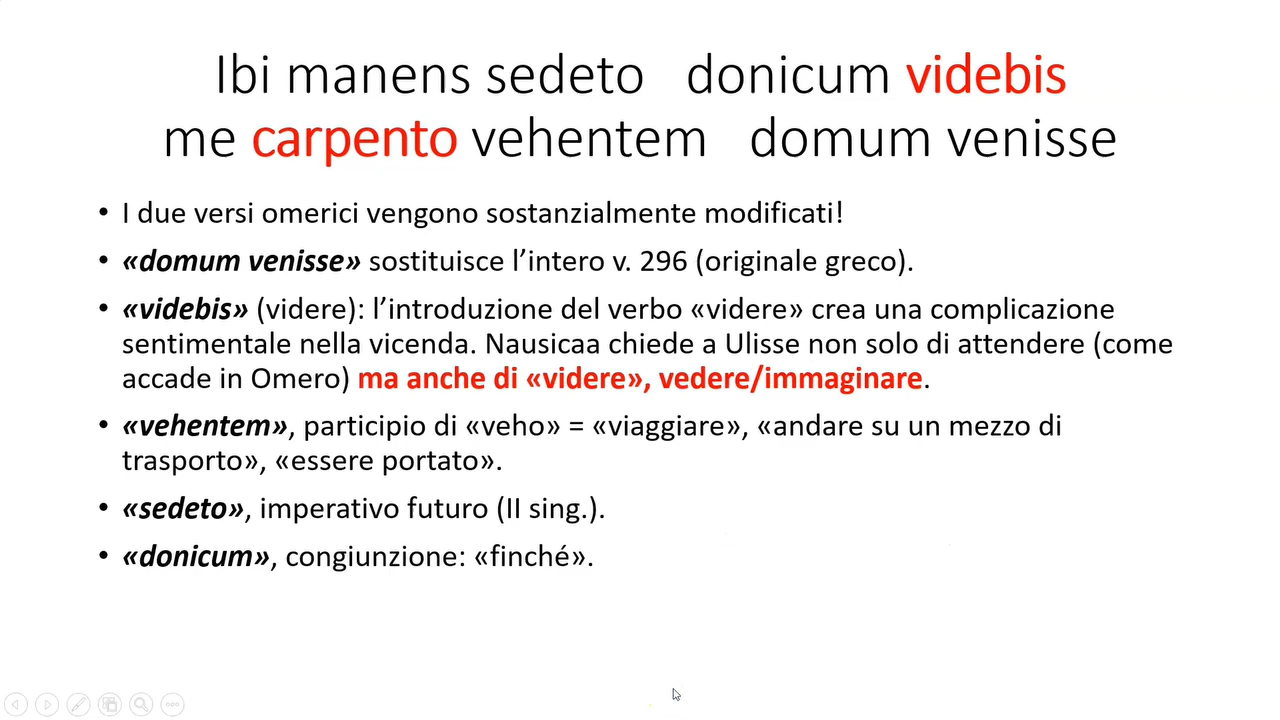 Ibi manens sedeto donicum videbis
me carpento vehentem domum venisse
• I due versi omerici vengono sostanzialmente modificati!
• «domum venisse» sostituisce l’intero v. 296 (originale greco).
• «videbis» (videre): l’introduzione del verbo «videre» crea una complicazione
sentimentale nella vicenda. Nausicaa chiede a Ulisse non solo di attendere (come
accade in Omero) ma anche di «videre», vedere/immaginare.
• «vehentem», participio di «veho» = «viaggiare», «andare su un mezzo di
trasporto», «essere portato».
• «sedeto», imperativo futuro (II sing.).
• «donicum», congiunzione: «finché».